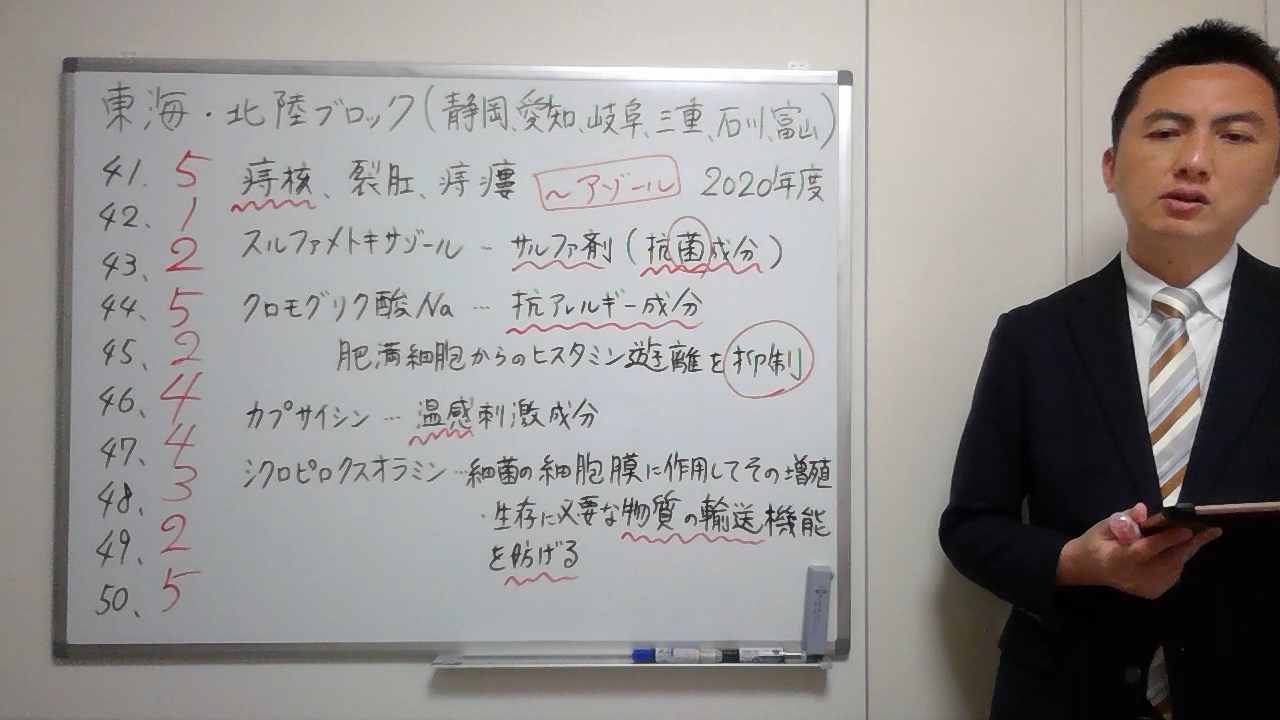 東海・北陸ブロック(静岡、愛知、岐阜、三重、石川、富山)
41. 5 痔核、裂肛、痔瘻 ～アゾール 2020年度
42、 1
スルファメトキサゾール … サルファ剤(抗菌成分)
43、 2
44、 5 クロモグリク酸Na … 抗アレルギー成分
45、 2 肥満細胞からのヒスタミン遊離を抑制
46、 4 カプサイシン … 温感刺激成分
47、 4
シクロピロクスオラミン … 細菌の細胞膜に作用してその増殖
48、 3
・生存に必要な物質の輸送機能
49、 2
を妨げる
50、 5